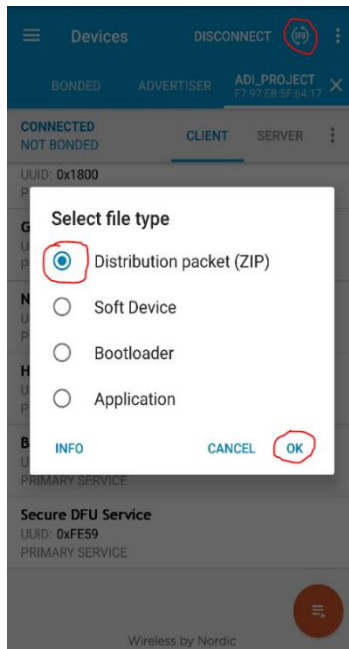 Devices
DISCONNECT
DFU
BONDED
ADVERTISER
ADI_PROJECT
F7:97:EB:5F:64:17
CONNECTED
NOT BONDED
CLIENT
SERVER
UUID: 0x1800
P
Select file type
G
U
P
Distribution packet (ZIP)
N
U
P
Soft Device
Bootloader
H
U
P
Application
B
U
INFO
CANCEL
OK
PRIMARY SERVICE
Secure DFU Service
UUID: 0xFE59
PRIMARY SERVICE
Wireless by Nordic